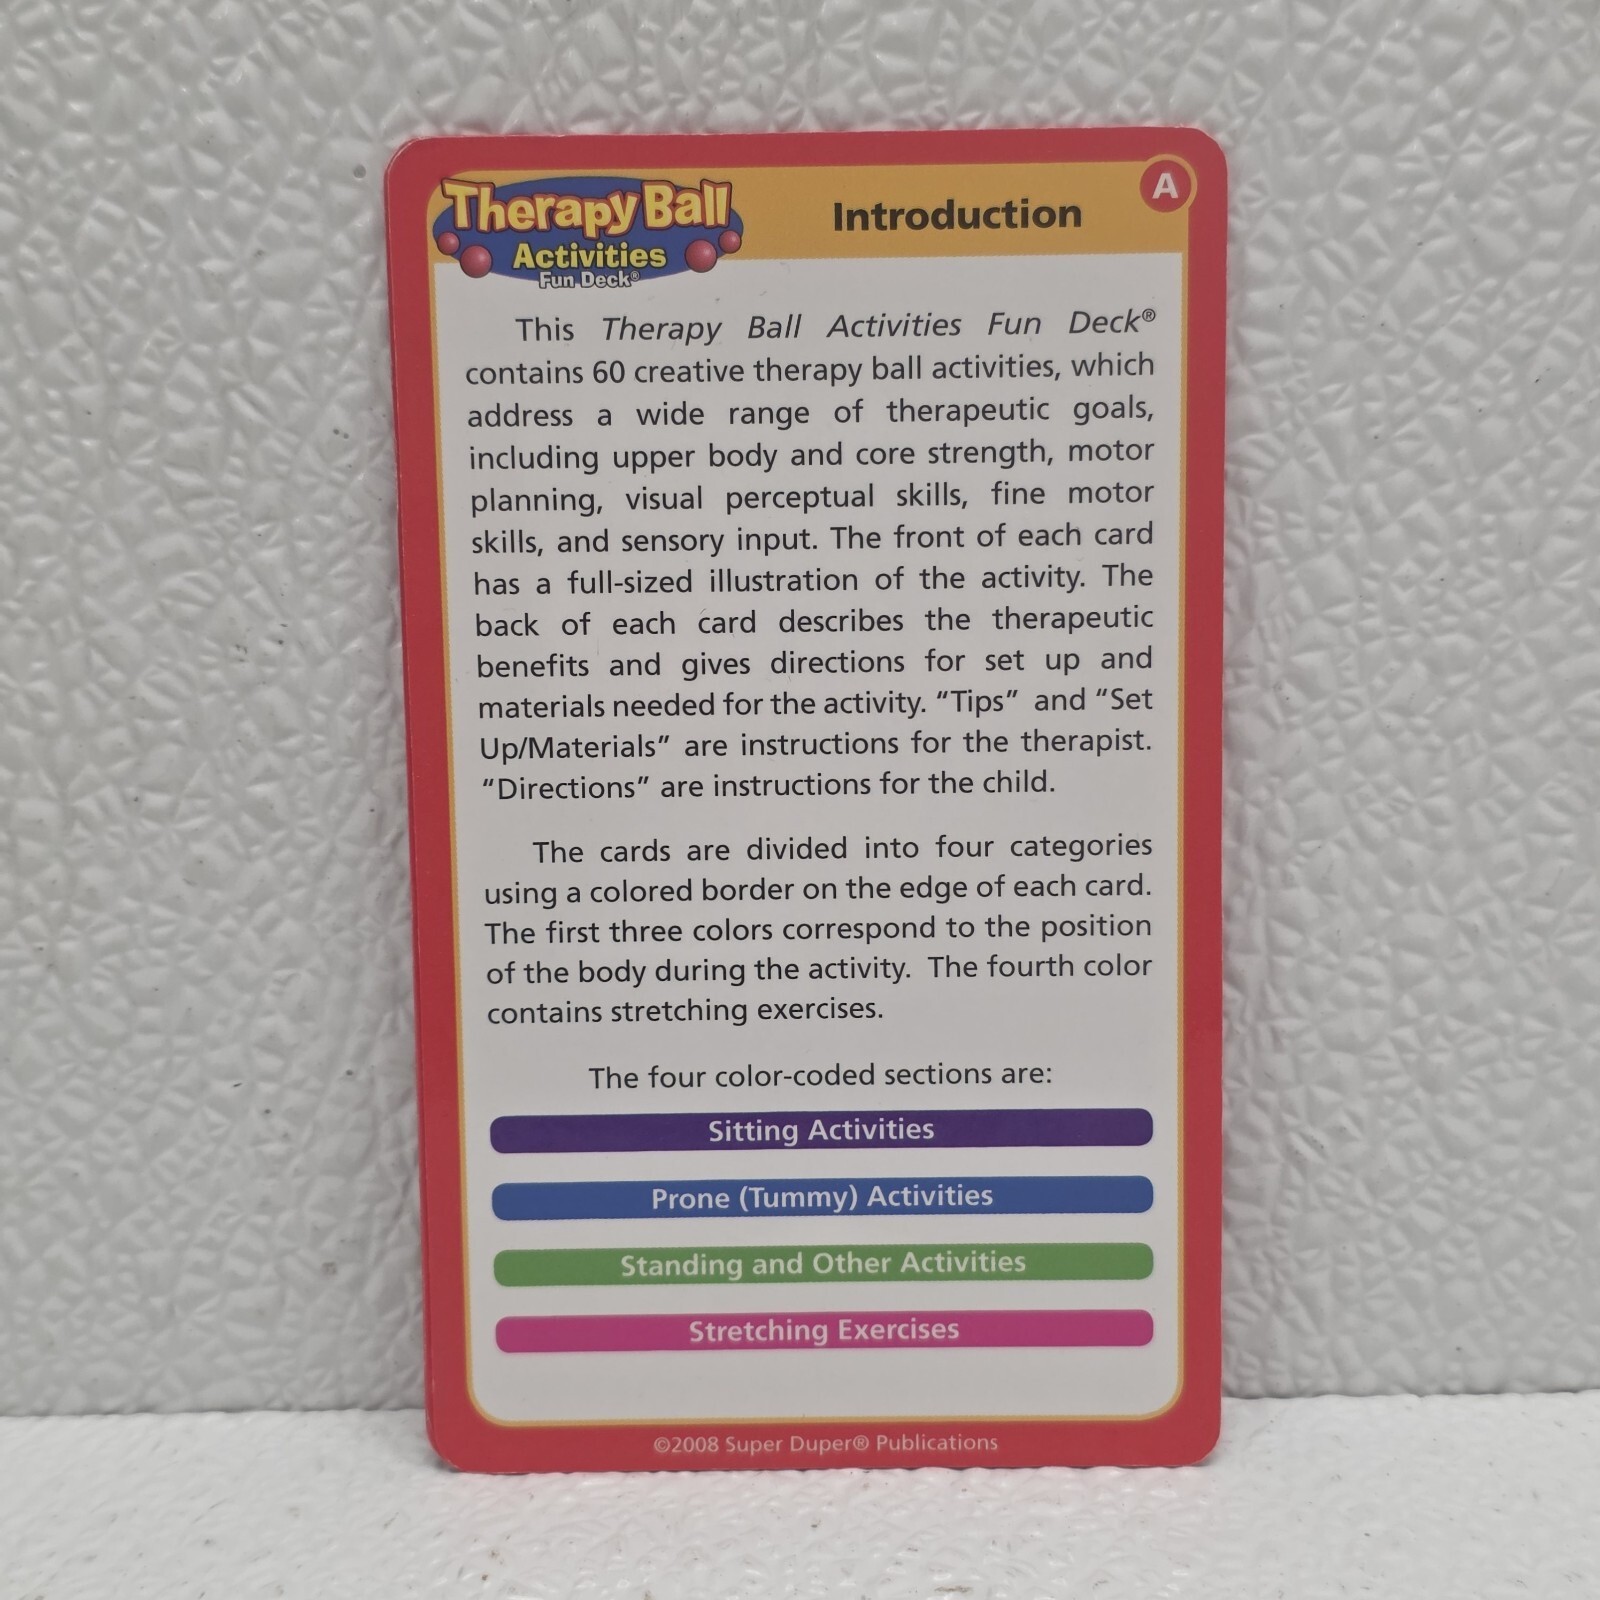 Therapy Ball
Activities
Fun Deck®
Introduction
A
This Therapy Ball Activities Fun Deck®
contains 60 creative therapy ball activities, which
address a wide range of therapeutic goals,
including upper body and core strength, motor
planning, visual perceptual skills, fine motor
skills, and sensory input. The front of each card
has a full-sized illustration of the activity. The
back of each card describes the therapeutic
benefits and gives directions for set up and
materials needed for the activity. “Tips” and “Set
Up/Materials” are instructions for the therapist.
“Directions” are instructions for the child.
The cards are divided into four categories
using a colored border on the edge of each card.
The first three colors correspond to the position
of the body during the activity. The fourth color
contains stretching exercises.
The four color-coded sections are:
Sitting Activities
Prone (Tummy) Activities
Standing and Other Activities
Stretching Exercises
©2008 Super Duper® Publications